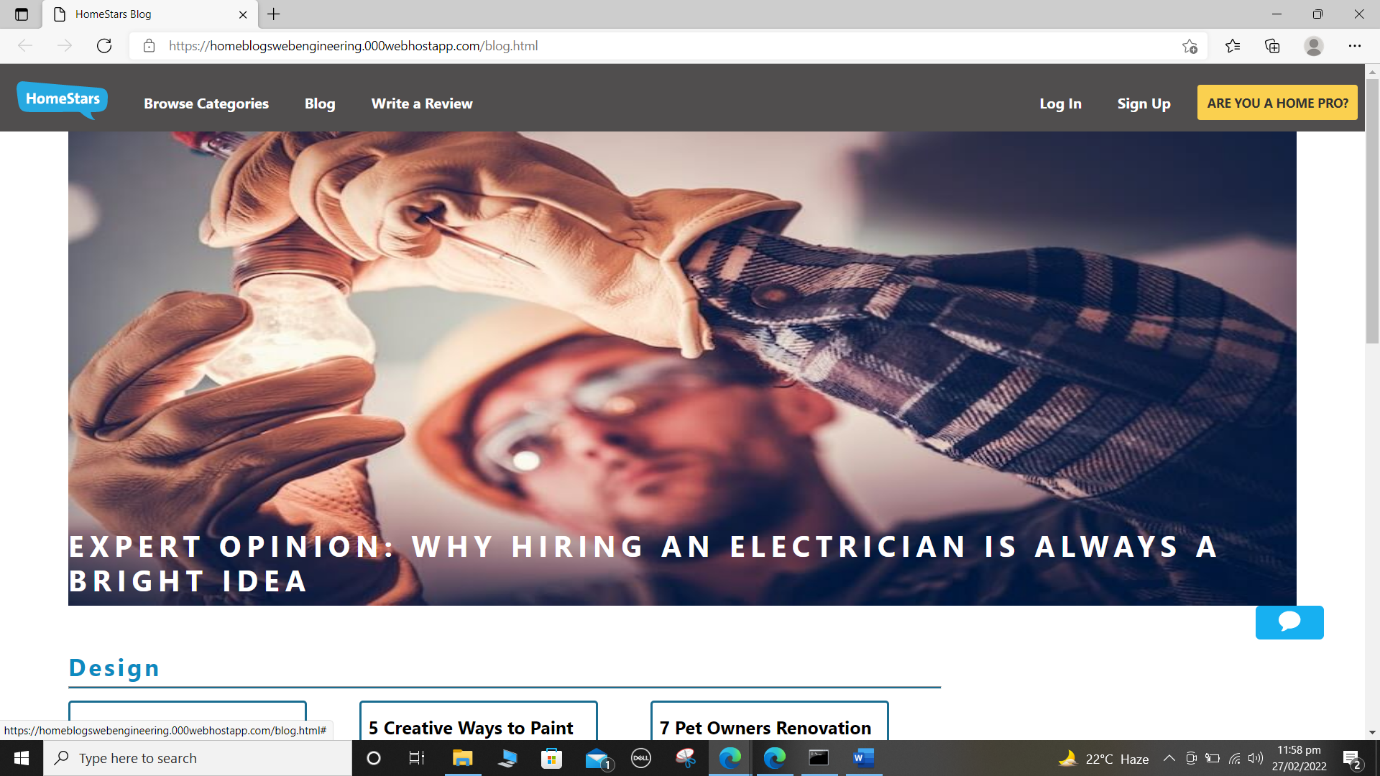 HomeStars Blog
https://homeblogswebengineering.000webhostapp.com/blog.html
HomeStars
Browse Categories
Blog
Write a Review
Log In
Sign Up
ARE YOU A HOME PRO?
EXPERT OPINION: WHY HIRING AN ELECTRICIAN IS ALWAYS A
BRIGHT IDEA
Design
5 Creative Ways to Paint
7 Pet Owners Renovation
https://homeblogswebengineering.000webhostapp.com/blog.html#
Type here to search
1
DELL
W
22°C Haze
11:58 pm
27/02/2022
2